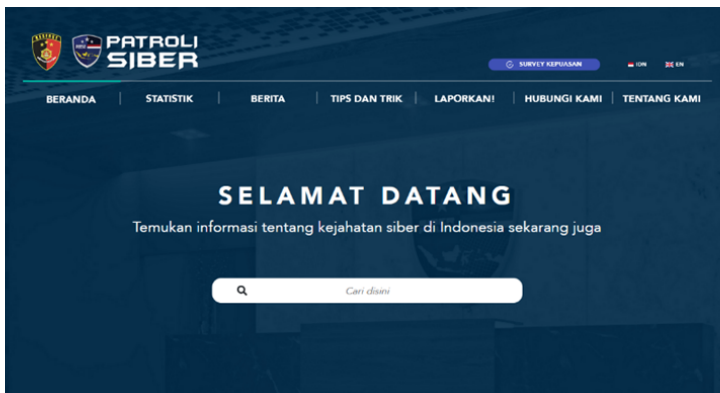 PATROLI
SIBER
SURVEY KEPUASAN
IDN
EN
BERANDA
STATISTIK
BERITA
TIPS DAN TRIK
LAPORKAN!
HUBUNGI KAMI
TENTANG KAMI
SELAMAT DATANG
Temukan informasi tentang kejahatan siber di Indonesia sekarang juga
Cari disini